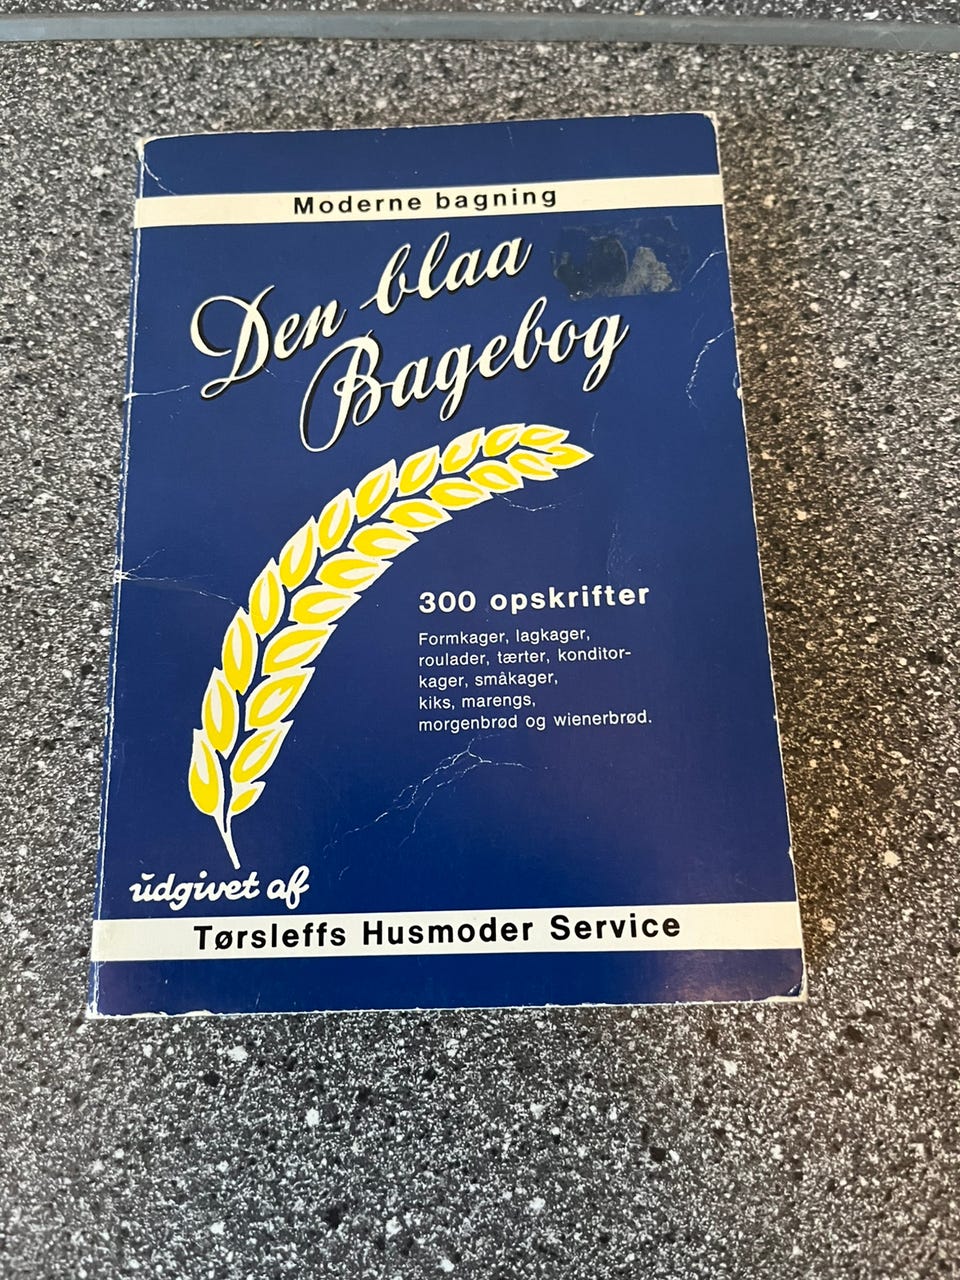 Moderne bagning
Den blaa
Bagebog
300 opskrifter
Formkager, lagkager,
roulader, tærter, konditor-
kager, småkager,
kiks, marengs,
morgenbrød og wienerbrød.
udgivet af
Tørsleffs Husmoder Service